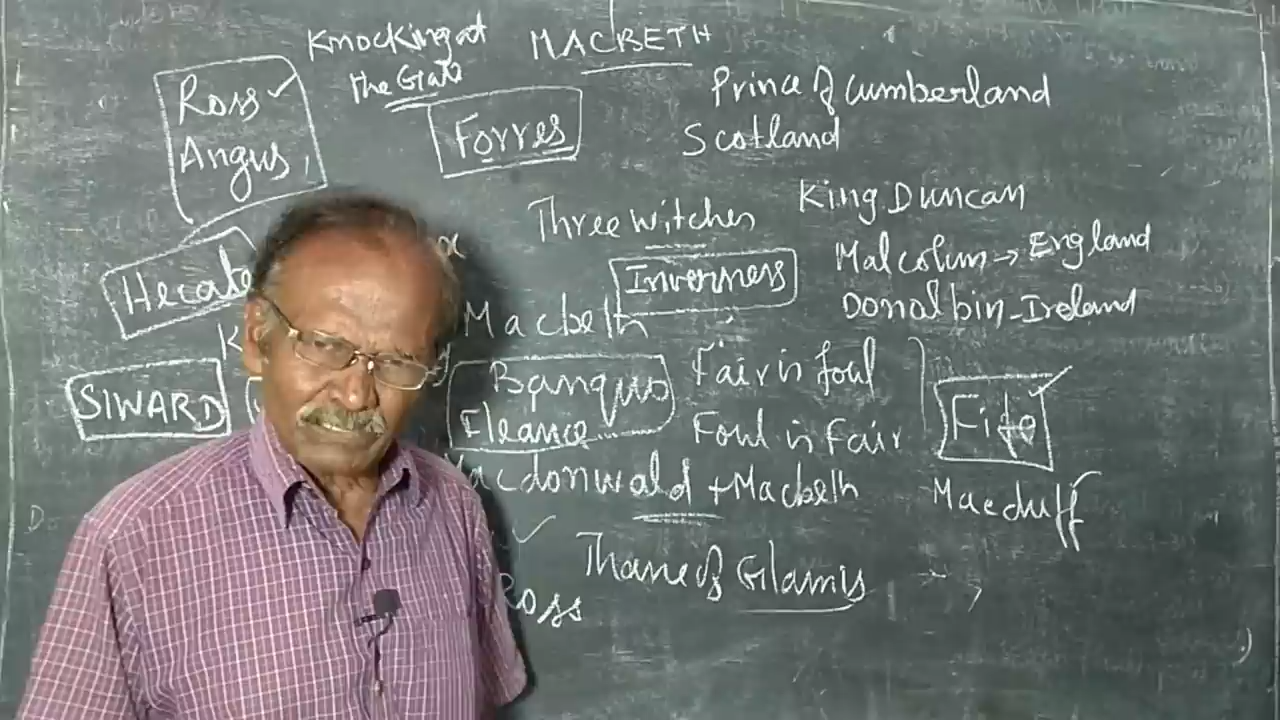 Knocking at
the Gate
MACBETH
Ross
Angus,
Forres
Prince of Cumberland
Scotland
Three witches
King Duncan
Hecate
Inverness
Malcolm → England
Donalbin - Ireland
Macbeth
SIWARD
Banquo
Fleance
Fair is foul
Foul is Fair
Fife
Macdonwald + Macbeth
Macduff
Thane of Glamis
Ross